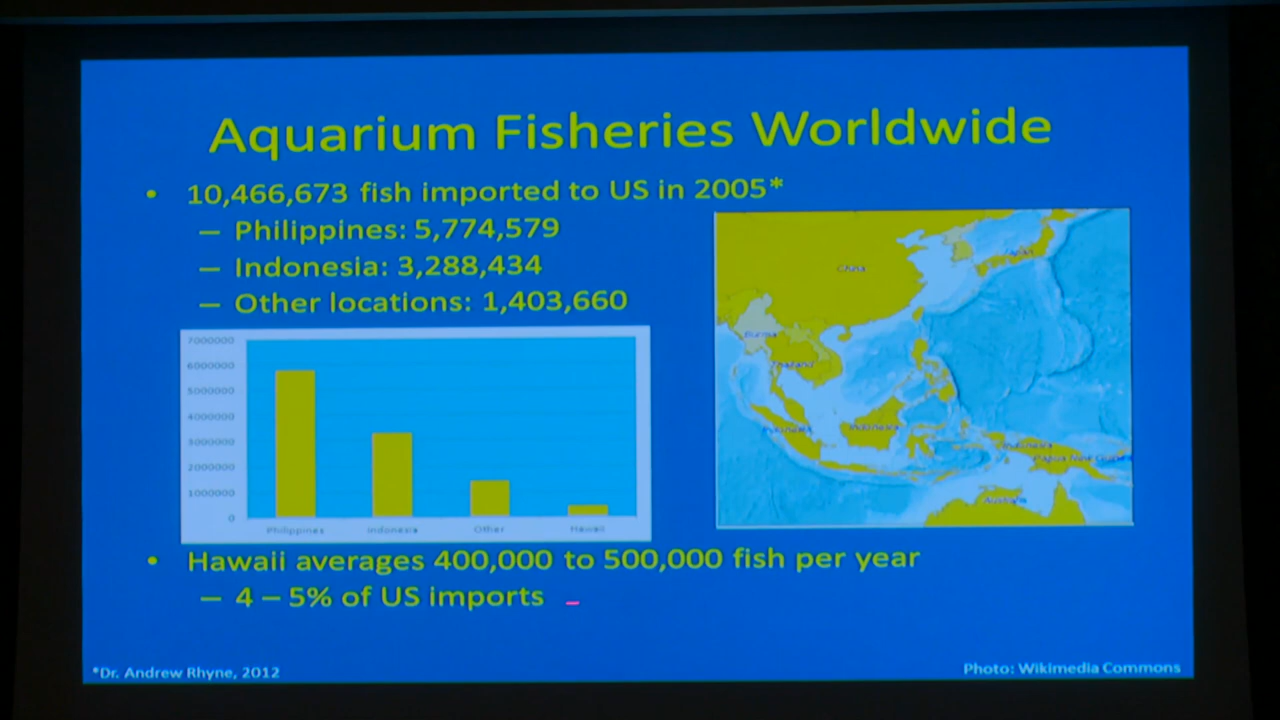 Aquarium Fisheries Worldwide
• 10,466,673 fish imported to US in 2005*
– Philippines: 5,774,579
– Indonesia: 3,288,434
– Other locations: 1,403,660
7000000
6000000
5000000
4000000
3000000
2000000
1000000
0
Philippines Indonesia Other Hawaii
China
Japan
Burma
Thailand
Indonesia Indonesia Indonesia
Papua New Guinea
Australia
• Hawaii averages 400,000 to 500,000 fish per year
– 4 – 5% of US imports
*Dr. Andrew Rhyne, 2012
Photo: Wikimedia Commons